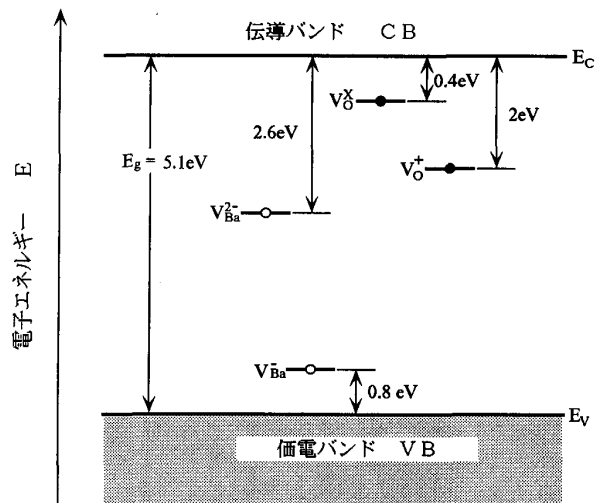 伝導バンド CB
E_C
0.4eV
V_O^X
2eV
2.6eV
E_g = 5.1eV
V_O^+
V_Ba^2-
電子エネルギー E
V_Ba^-
0.8 eV
E_V
価電バンド VB